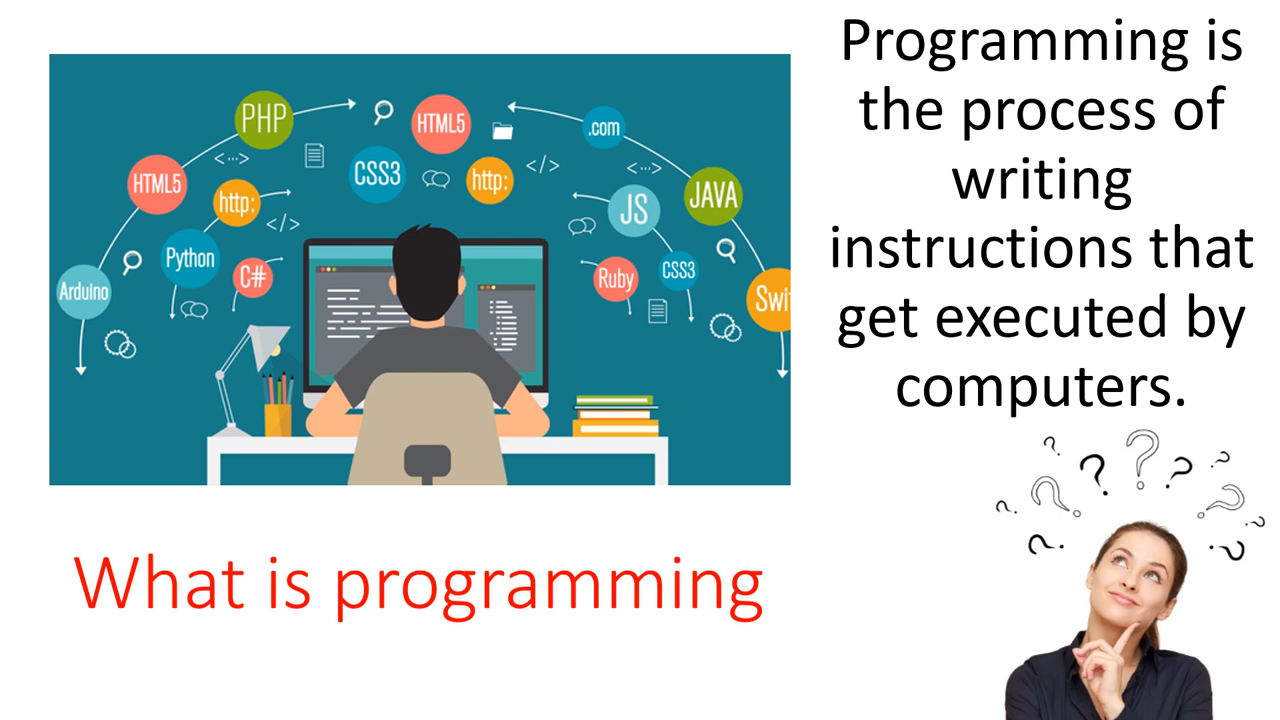 Programming is
the process of
writing
instructions that
get executed by
computers.
PHP
HTML5
.com
HTML5
CSS3
http:
JAVA
http:
JS
Python
C#
Ruby
CSS3
Arduino
Swi
</>
</>
<...>
<...>
? ? ? ? ? ? ? ? ? ?
What is programming